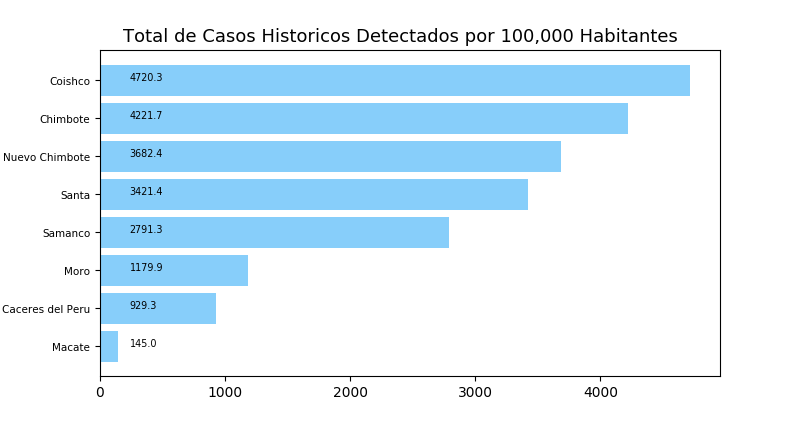 Total de Casos Historicos Detectados por 100,000 Habitantes
Coishco 4720.3
Chimbote 4221.7
Nuevo Chimbote 3682.4
Santa 3421.4
Samanco 2791.3
Moro 1179.9
Caceres del Peru 929.3
Macate 145.0
0 1000 2000 3000 4000